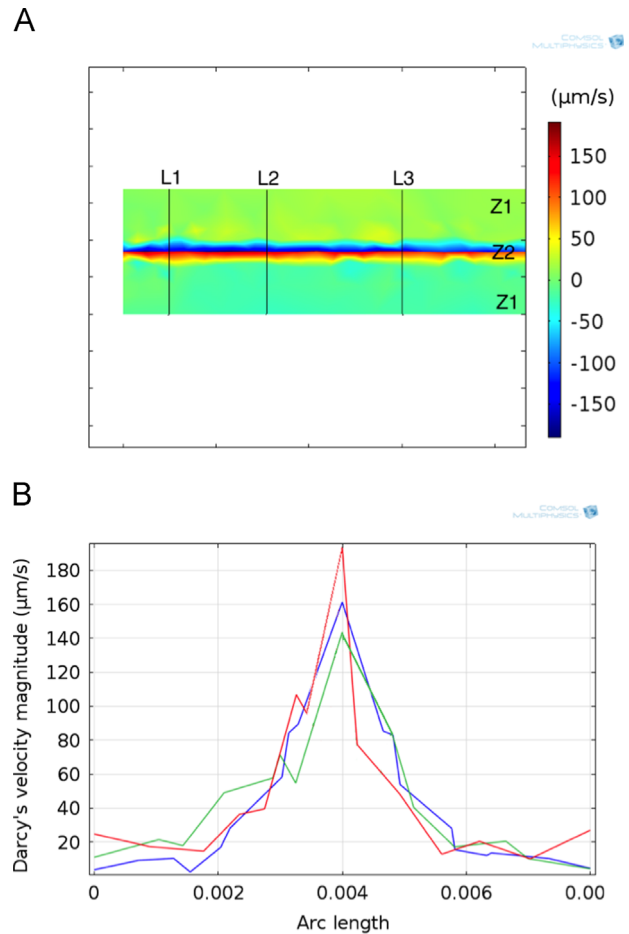 A
COMSOL
MULTIPHYSICS
(µm/s)
L1 L2 L3
Z1
Z2
Z1
150
100
50
0
-50
-100
-150
B
COMSOL
MULTIPHYSICS
Darcy's velocity magnitude (µm/s)
180
160
140
120
100
80
60
40
20
0 0.002 0.004 0.006 0.00
Arc length